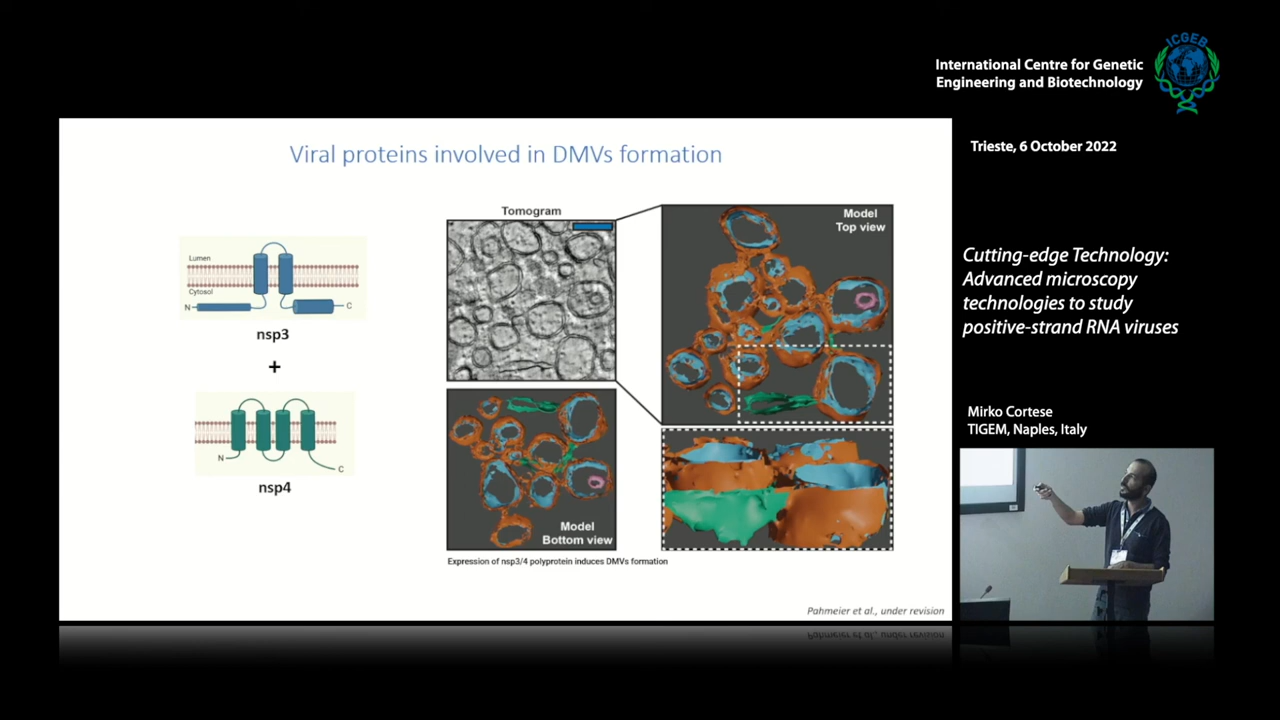 ICGEB
International Centre for Genetic
Engineering and Biotechnology
Trieste, 6 October 2022
Viral proteins involved in DMVs formation
Lumen
Cytosol
N
C
nsp3
+
N
C
nsp4
Tomogram
Model
Top view
Model
Bottom view
Expression of nsp3/4 polyprotein induces DMVs formation
Pahmeier et al., under revision
Cutting-edge Technology:
Advanced microscopy
technologies to study
positive-strand RNA viruses
Mirko Cortese
TIGEM, Naples, Italy